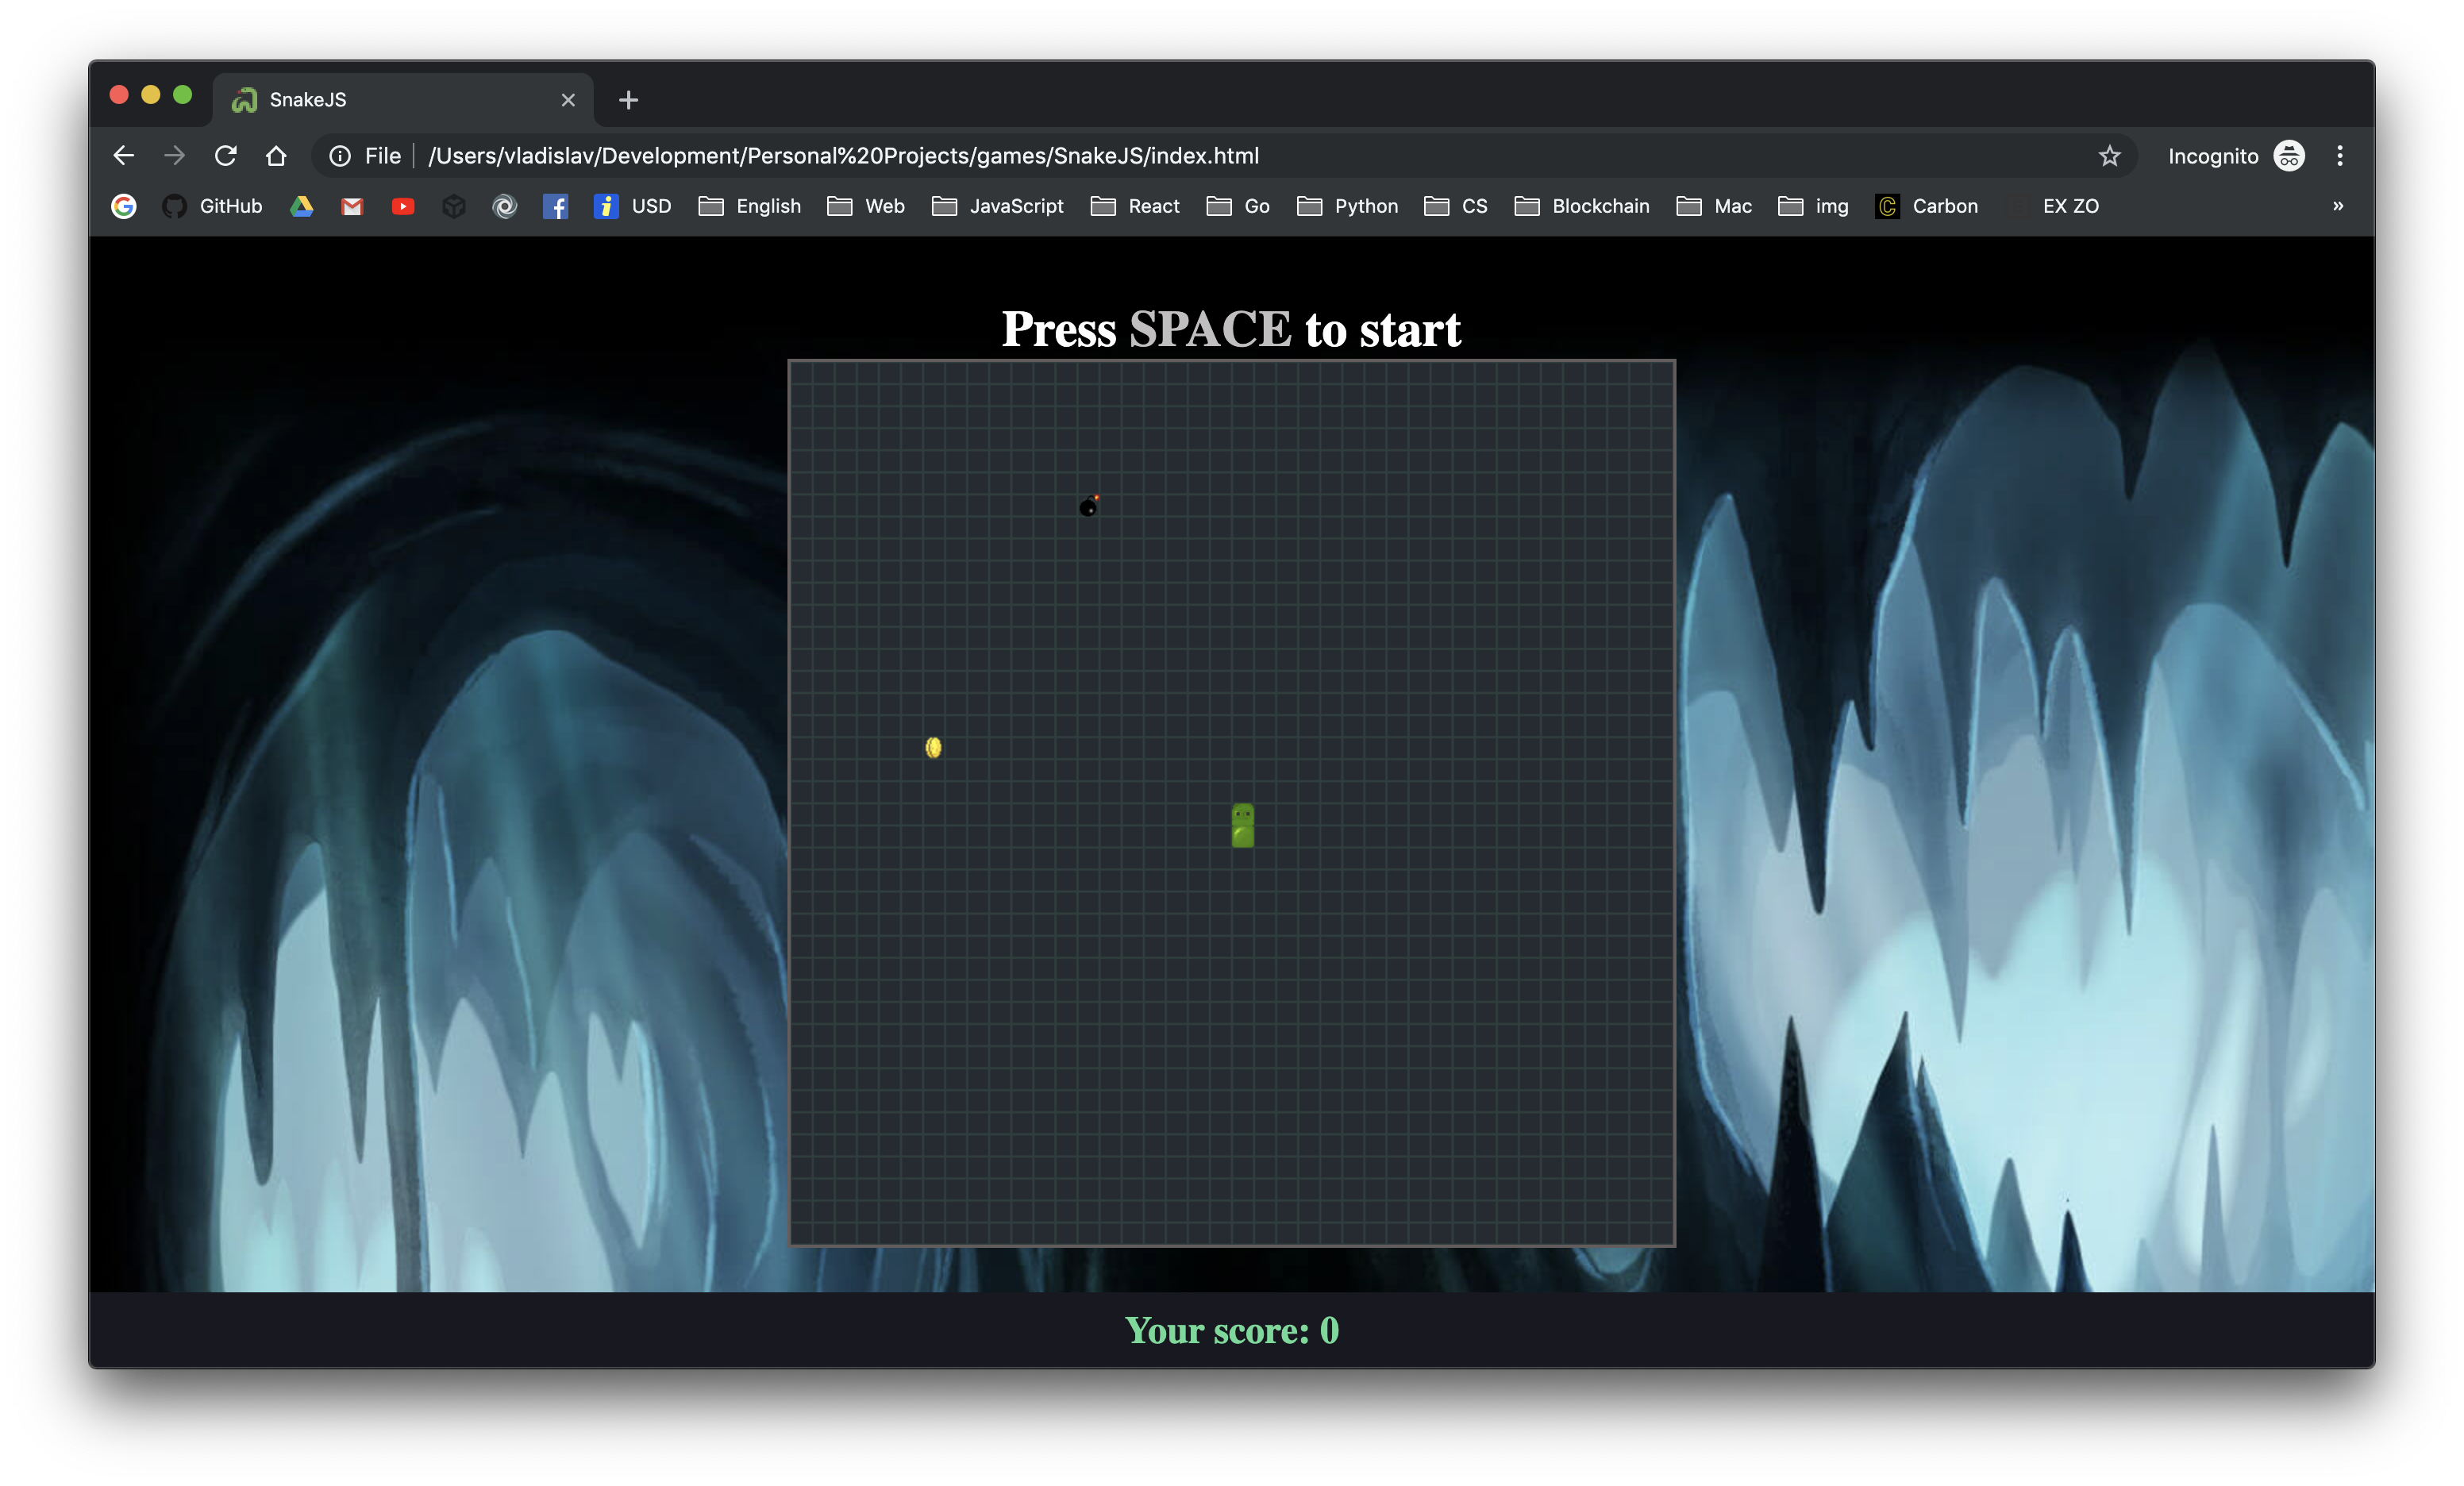 SnakeJS
File /Users/vladislav/Development/Personal%20Projects/games/SnakeJS/index.html Incognito
GitHub USD English Web JavaScript React Go Python CS Blockchain Mac img Carbon EX ZO »
Press SPACE to start
Your score: 0